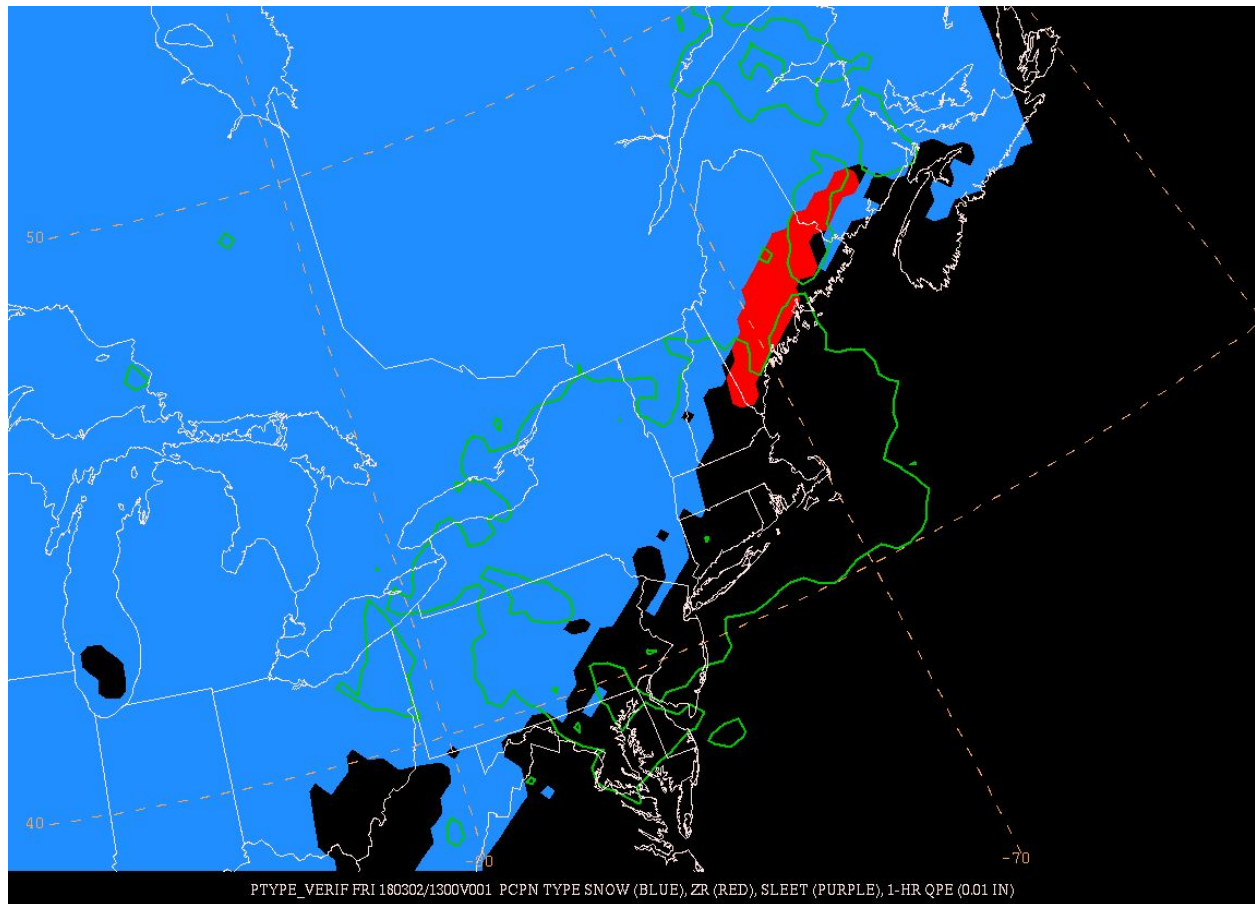 50
40
-80
-70
PTYPE_VERIF FRI 180302/1300V001 PCPN TYPE SNOW (BLUE), ZR (RED), SLEET (PURPLE), 1-HR QPE (0.01 IN)